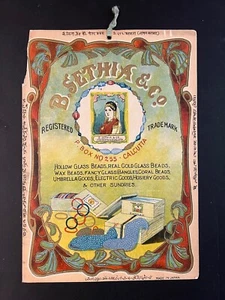 B. SETHIA & CO.
REGISTERED TRADE MARK
P. BOX NO 255 - CALCUTTA
HOLLOW GLASS BEADS, REAL GOLD GLASS BEADS,
WAX BEADS, FANCY GLASS BANGLES, CORAL BEADS,
UMBRELLA GOODS, ELECTRIC GOODS, HOSIERY GOODS,
& OTHER SUNDRIES.
MADE IN JAPAN